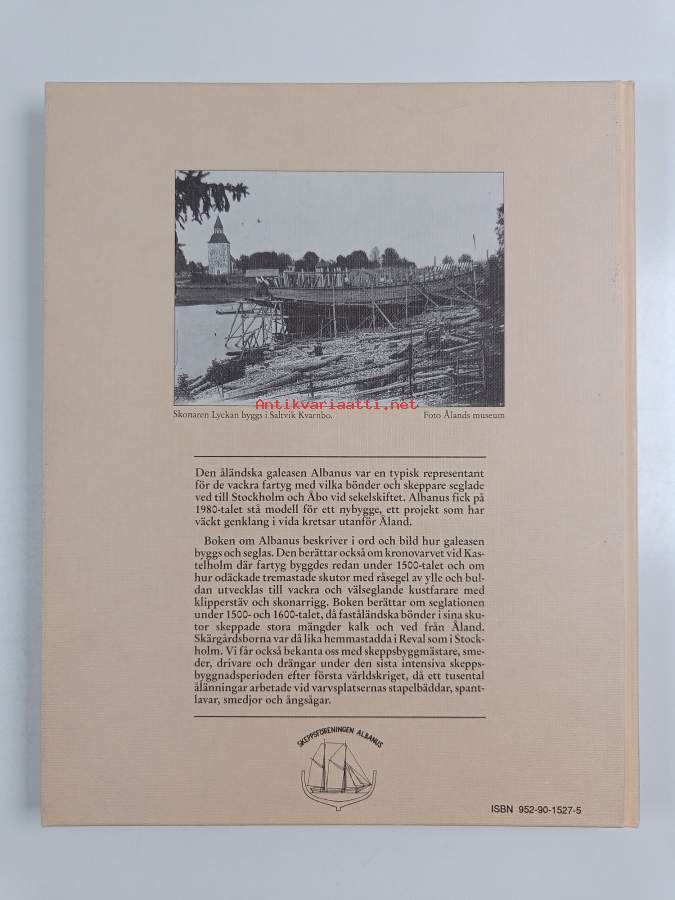 Antikvariaatti.net
Skonaren Lyckan byggs i Saltvik Kvarnbo. Foto Ålands museum
Den åländska galeasen Albanus var en typisk representant
för de vackra fartyg med vilka bönder och skeppare seglade
ved till Stockholm och Åbo vid sekelskiftet. Albanus fick på
1980-talet stå modell för ett nybygge, ett projekt som har
väckt genklang i vida kretsar utanför Åland.
Boken om Albanus beskriver i ord och bild hur galeasen
byggs och seglas. Den berättar också om kronovarvet vid Kas-
telholm där fartyg byggdes redan under 1500-talet och om
hur odäckade tremastade skutor med råsegel av ylle och bul-
dan utvecklas till vackra och välseglande kustfarare med
klipperstäv och skonarrigg. Boken berättar om seglationen
under 1500- och 1600-talet, då faståländska bönder i sina sku-
tor skeppade stora mängder kalk och ved från Åland.
Skärgårdsborna var då lika hemmastadda i Reval som i Stock-
holm. Vi får också bekanta oss med skeppsbyggmästare, sme-
der, drivare och drängar under den sista intensiva skepps-
byggnadsperioden efter första världskriget, då ett tusental
ålänningar arbetade vid varvsplatsernas stapelbäddar, spant-
lavar, smedjor och ångsågar.
SKEPPSFÖRENINGEN ALBANUS
ISBN 952-90-1527-5